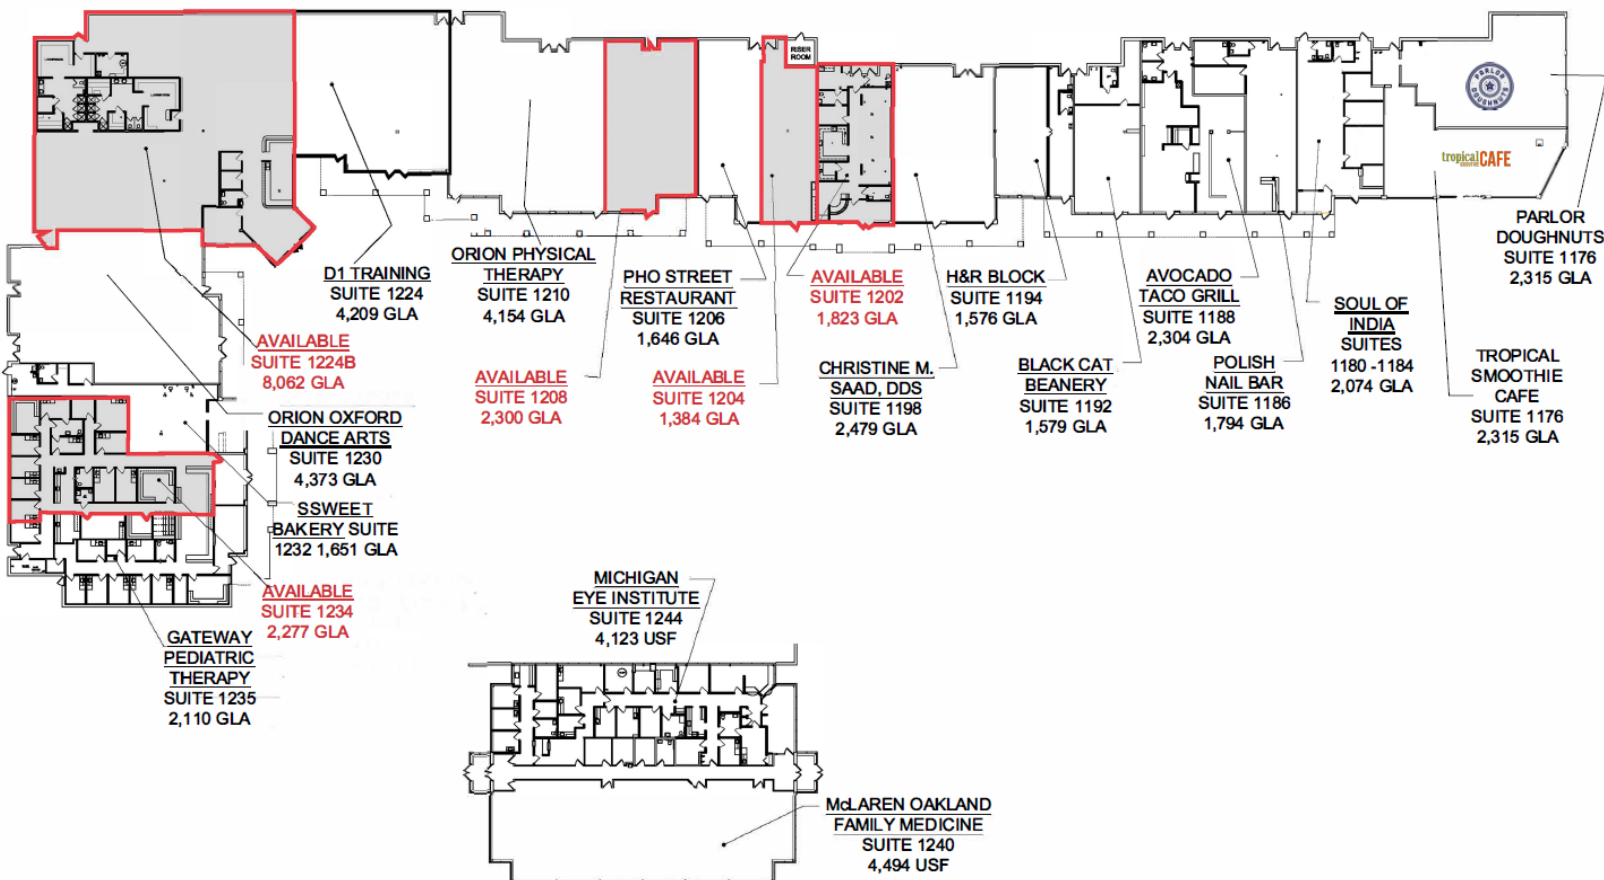 RISER
ROOM
PARLOR
DOUGHNUTS
tropical
CAFE
D1 TRAINING
SUITE 1224
4,209 GLA
ORION PHYSICAL
THERAPY
SUITE 1210
4,154 GLA
PHO STREET
RESTAURANT
SUITE 1206
1,646 GLA
AVAILABLE
SUITE 1202
1,823 GLA
H&R BLOCK
SUITE 1194
1,576 GLA
AVOCADO
TACO GRILL
SUITE 1188
2,304 GLA
SOUL OF
INDIA
SUITES
1180 -1184
2,074 GLA
PARLOR
DOUGHNUTS
SUITE 1176
2,315 GLA
AVAILABLE
SUITE 1224B
8,062 GLA
AVAILABLE
SUITE 1208
2,300 GLA
AVAILABLE
SUITE 1204
1,384 GLA
CHRISTINE M.
SAAD, DDS
SUITE 1198
2,479 GLA
BLACK CAT
BEANERY
SUITE 1192
1,579 GLA
POLISH
NAIL BAR
SUITE 1186
1,794 GLA
TROPICAL
SMOOTHIE
CAFE
SUITE 1176
2,315 GLA
ORION OXFORD
DANCE ARTS
SUITE 1230
4,373 GLA
SSWEET
BAKERY SUITE
1232 1,651 GLA
AVAILABLE
SUITE 1234
2,277 GLA
GATEWAY
PEDIATRIC
THERAPY
SUITE 1235
2,110 GLA
MICHIGAN
EYE INSTITUTE
SUITE 1244
4,123 USF
McLAREN OAKLAND
FAMILY MEDICINE
SUITE 1240
4,494 USF